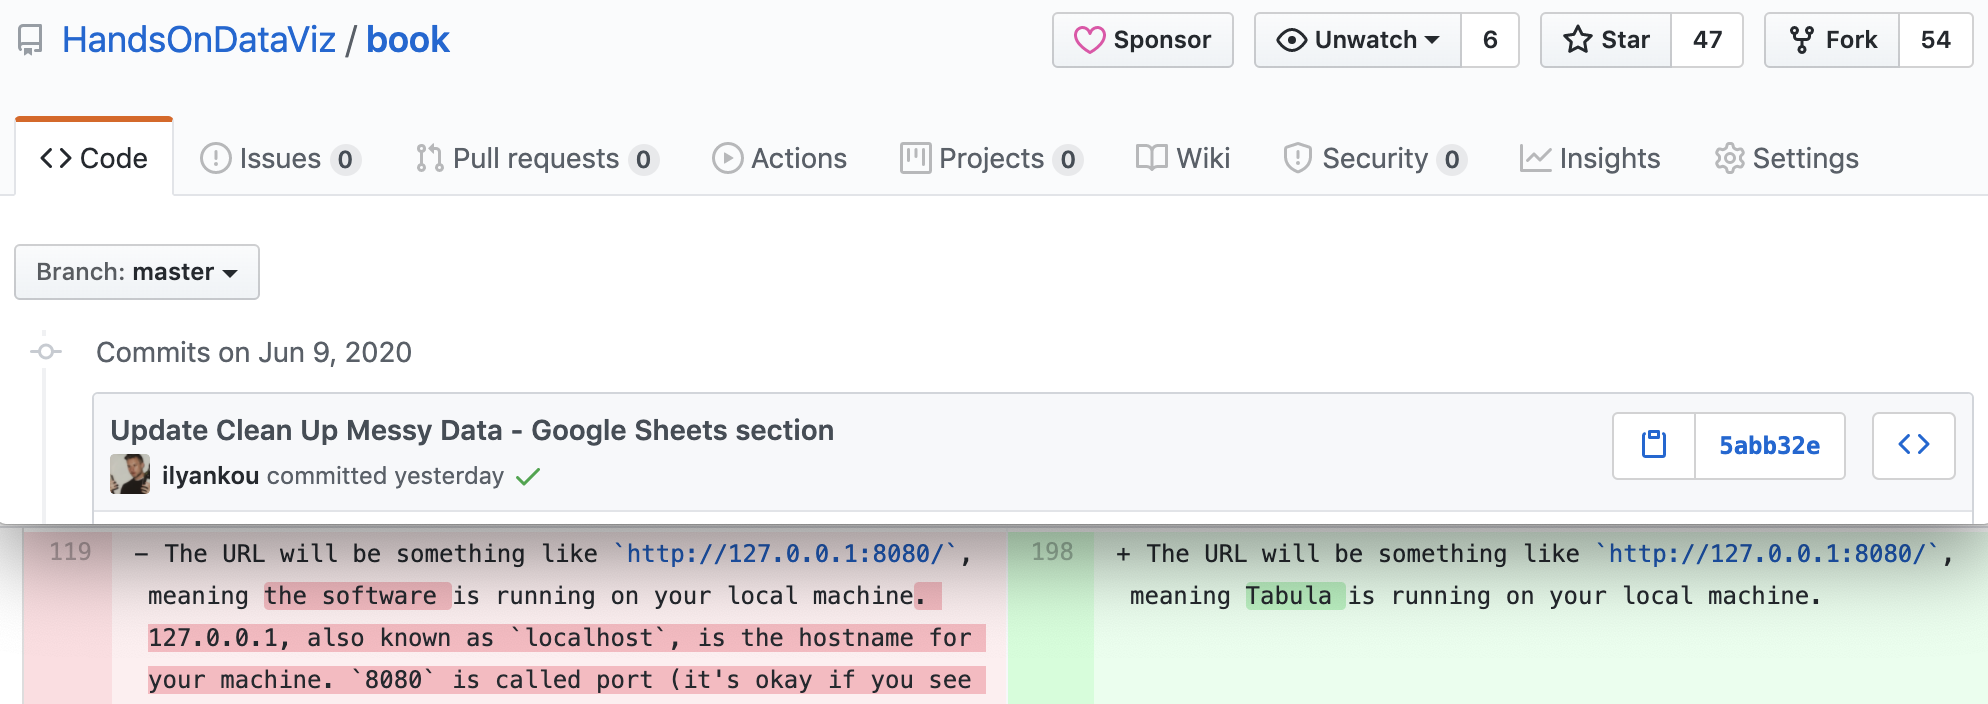 HandsOnDataViz / book
Sponsor
Unwatch 6
Star 47
Fork 54
<> Code
Issues 0
Pull requests 0
Actions
Projects 0
Wiki
Security 0
Insights
Settings
Branch: master
Commits on Jun 9, 2020
Update Clean Up Messy Data - Google Sheets section
5abb32e
<>
ilyankou committed yesterday
119
– The URL will be something like `http://127.0.0.1:8080/`,
meaning the software is running on your local machine.
127.0.0.1, also known as `localhost`, is the hostname for
your machine. `8080` is called port (it's okay if you see
198
+ The URL will be something like `http://127.0.0.1:8080/`,
meaning Tabula is running on your local machine.